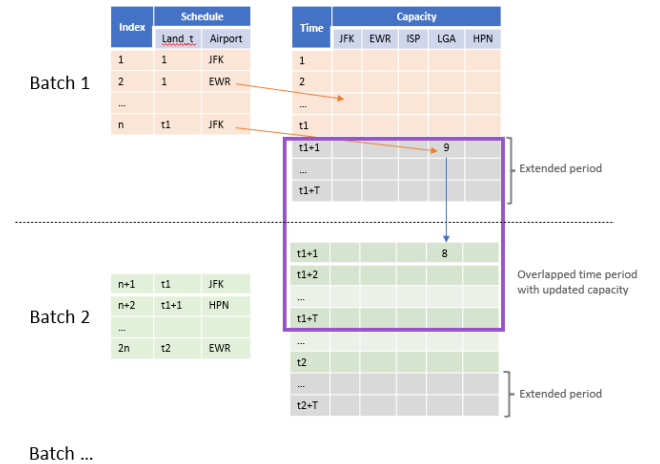 Index Schedule
Land_t Airport
1 1 JFK
2 1 EWR
...
n t1 JFK
Time Capacity
JFK EWR ISP LGA HPN
1
2
...
t1
t1+1 9
...
t1+T
Batch 1
Extended period
t1+1 8
t1+2
...
t1+T
...
t2
...
t2+T
n+1 t1 JFK
n+2 t1+1 HPN
...
2n t2 EWR
Batch 2
Overlapped time period
with updated capacity
Extended period
Batch ...